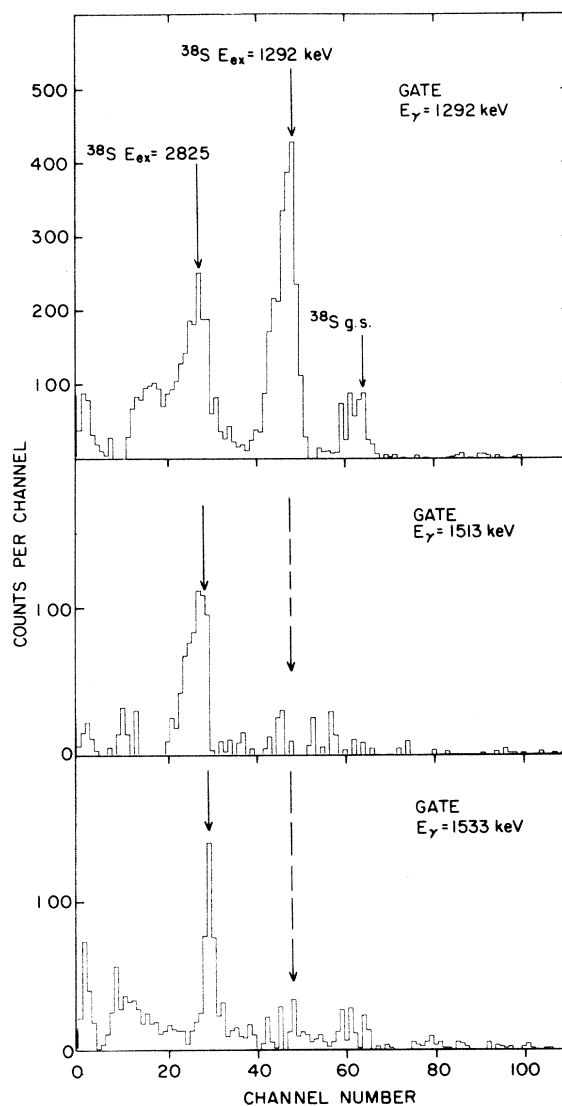 ³⁸S Eₑₓ= 1292 keV
GATE
Eᵧ = 1292 keV
³⁸S Eₑₓ= 2825
³⁸S g.s.
500
400
300
200
100
GATE
Eᵧ = 1513 keV
100
0
GATE
Eᵧ = 1533 keV
100
0
0 20 40 60 80 100
COUNTS PER CHANNEL
CHANNEL NUMBER